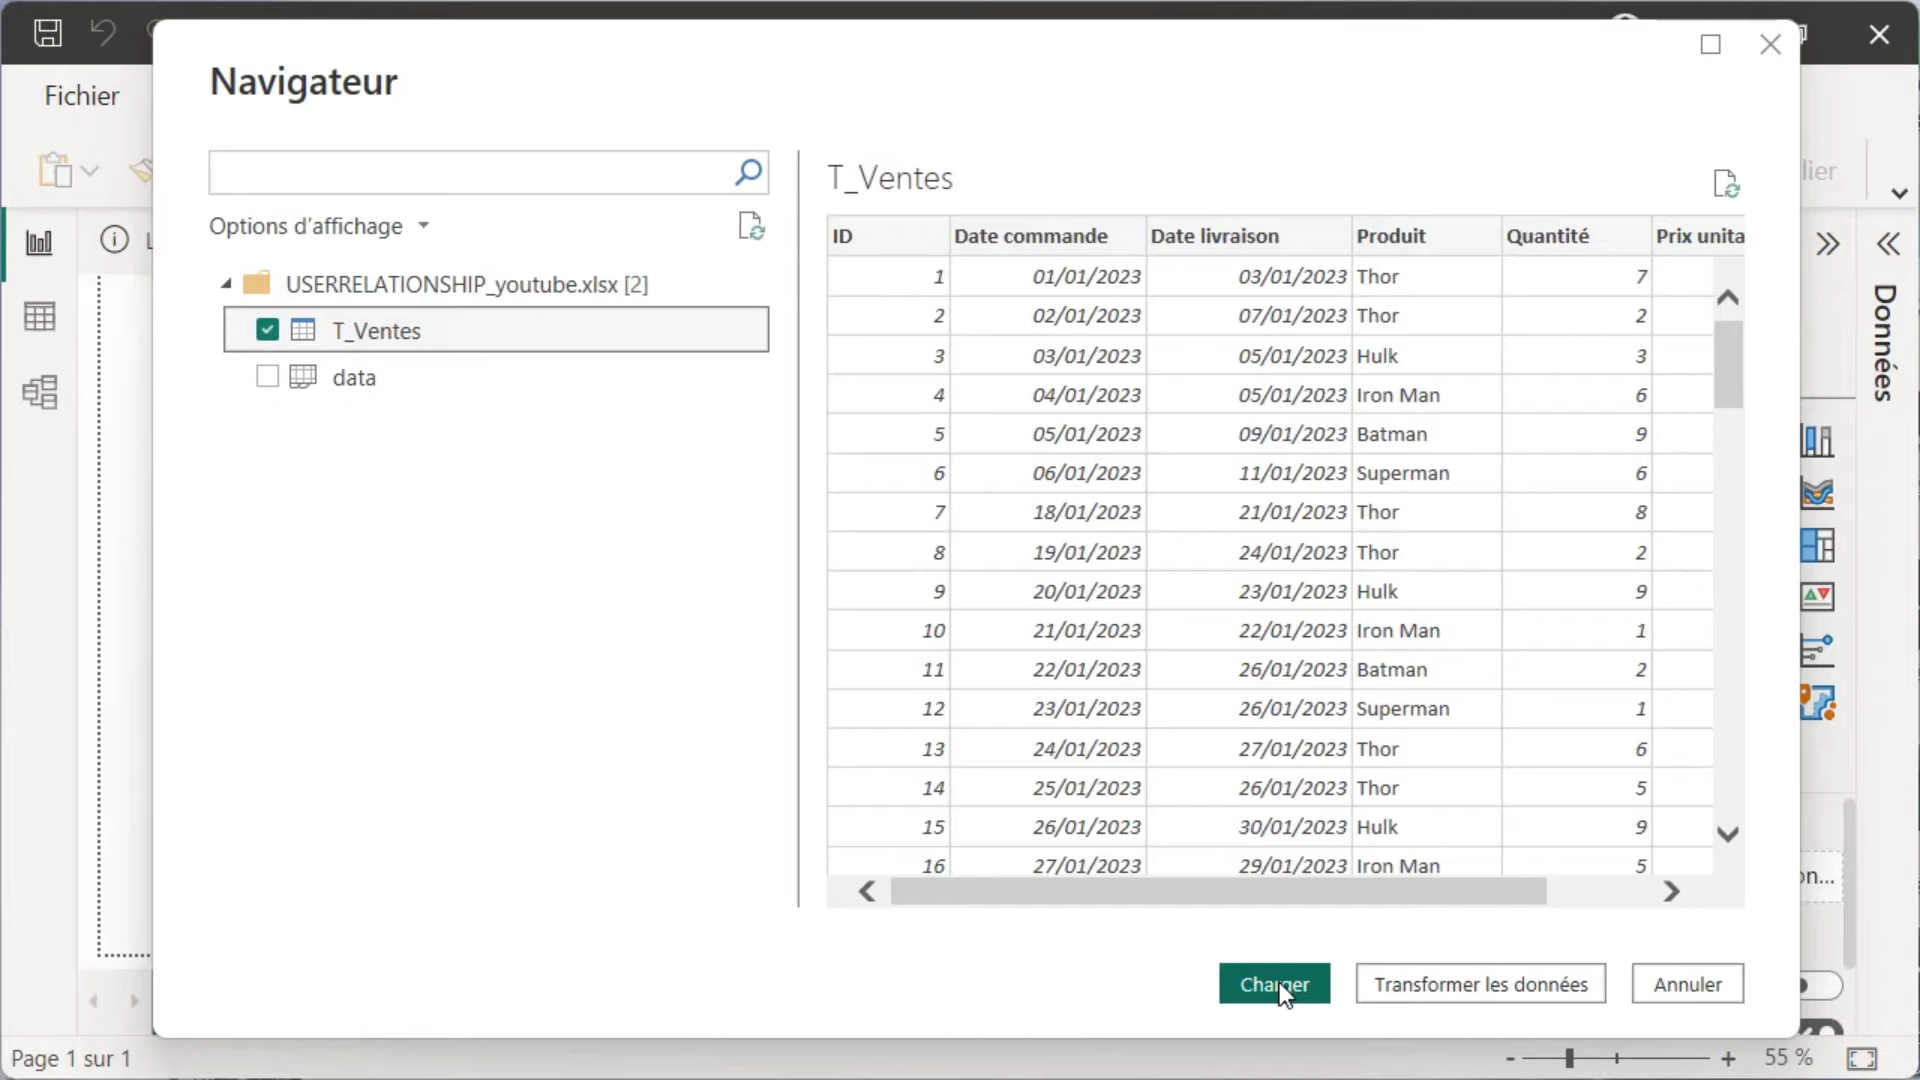 Navigateur
Fichier
Options d'affichage
USERRELATIONSHIP_youtube.xlsx [2]
T_Ventes
data
T_Ventes
ID Date commande Date livraison Produit Quantité Prix unita
1 01/01/2023 03/01/2023 Thor 7
2 02/01/2023 07/01/2023 Thor 2
3 03/01/2023 05/01/2023 Hulk 3
4 04/01/2023 05/01/2023 Iron Man 6
5 05/01/2023 09/01/2023 Batman 9
6 06/01/2023 11/01/2023 Superman 6
7 18/01/2023 21/01/2023 Thor 8
8 19/01/2023 24/01/2023 Thor 2
9 20/01/2023 23/01/2023 Hulk 9
10 21/01/2023 22/01/2023 Iron Man 1
11 22/01/2023 26/01/2023 Batman 2
12 23/01/2023 26/01/2023 Superman 1
13 24/01/2023 27/01/2023 Thor 6
14 25/01/2023 26/01/2023 Thor 5
15 26/01/2023 30/01/2023 Hulk 9
16 27/01/2023 29/01/2023 Iron Man 5
Charger Transformer les données Annuler
lier
Données
on...
Page 1 sur 1
- + 55 %